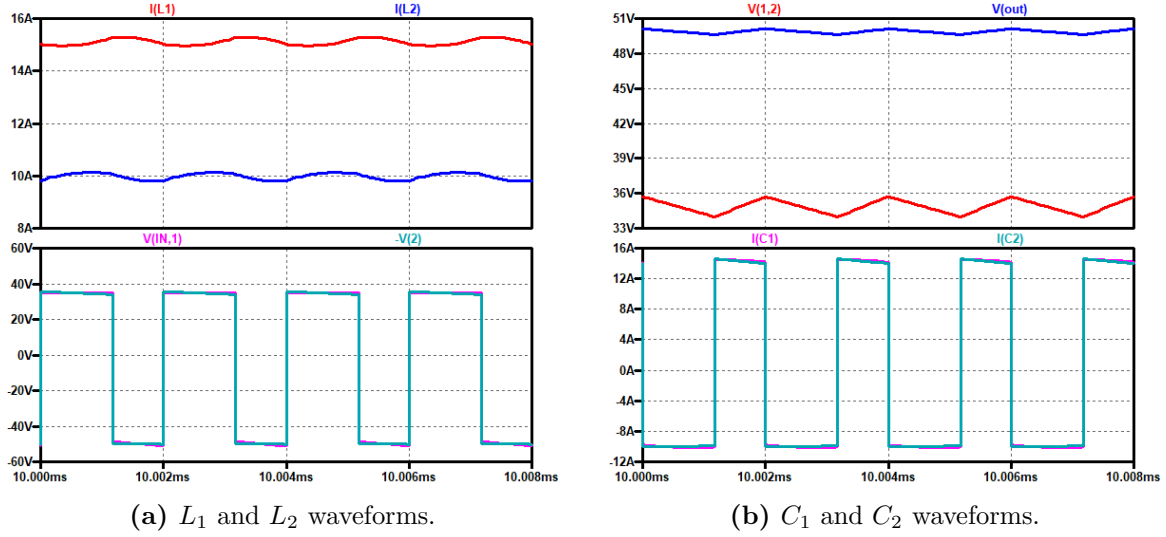 I(L1) I(L2)
16A
14A
12A
10A
8A
V(IN,1) -V(2)
60V
40V
20V
0V
-20V
-40V
-60V
10.000ms 10.002ms 10.004ms 10.006ms 10.008ms
(a) L₁ and L₂ waveforms.
V(1,2) V(out)
51V
48V
45V
42V
39V
36V
33V
I(C1) I(C2)
16A
12A
8A
4A
0A
-4A
-8A
-12A
10.000ms 10.002ms 10.004ms 10.006ms 10.008ms
(b) C₁ and C₂ waveforms.